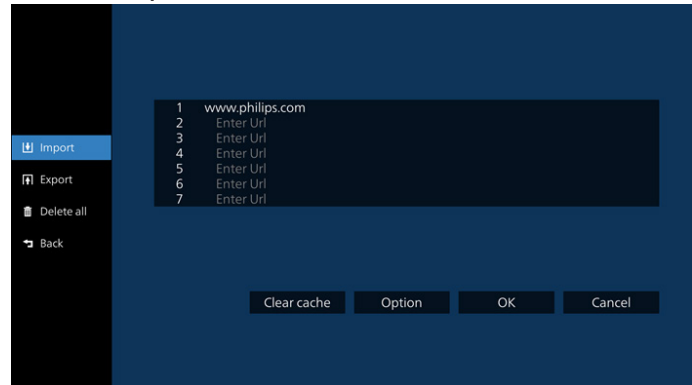 Import
Export
Delete all
Back
1 www.philips.com
2 Enter Url
3 Enter Url
4 Enter Url
5 Enter Url
6 Enter Url
7 Enter Url
Clear cache Option OK Cancel